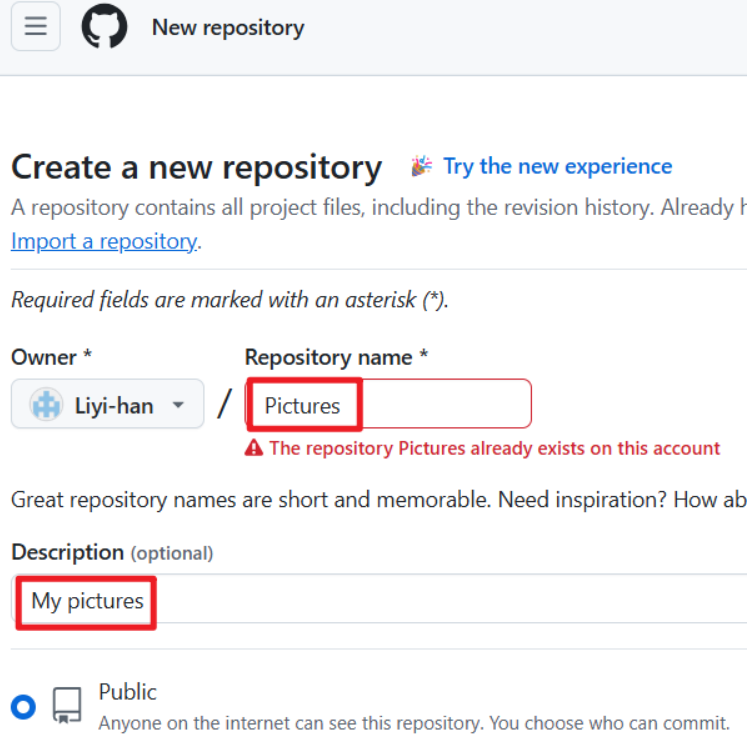 New repository
Create a new repository Try the new experience
A repository contains all project files, including the revision history. Already
Import a repository.
Required fields are marked with an asterisk (*).
Owner * Repository name *
Liyi-han / Pictures
The repository Pictures already exists on this account
Great repository names are short and memorable. Need inspiration? How
Description (optional)
My pictures
Public
Anyone on the internet can see this repository. You choose who can commit.